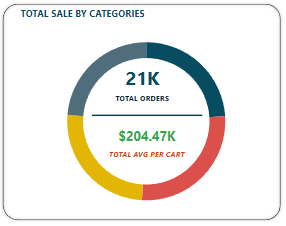 TOTAL SALE BY CATEGORIES
21K
TOTAL ORDERS
$204.47K
TOTAL AVG PER CART